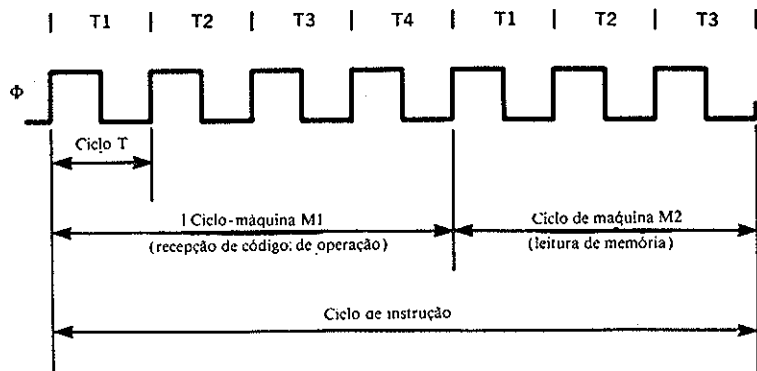 | T1 | T2 | T3 | T4 | T1 | T2 | T3 |
Φ
Ciclo T
1 Ciclo-máquina M1
(recepção de código: de operação)
Ciclo de maquina M2
(leitura de memória)
Ciclo de instrução